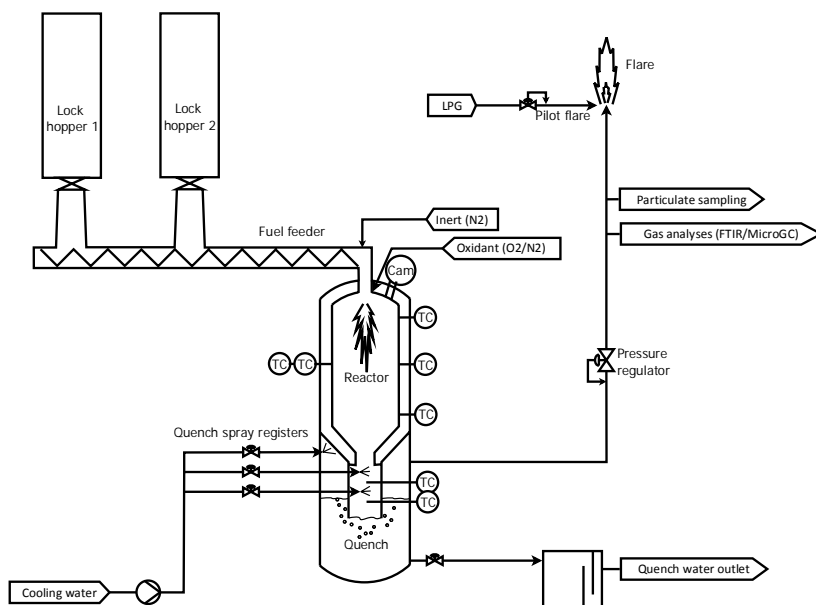 Flare
LPG
Pilot flare
Lock
hopper 1
Lock
hopper 2
Particulate sampling
Inert (N2)
Fuel feeder
Gas analyses (FTIR/MicroGC)
Oxidant (O2/N2)
Cam
TC
TC
TC
TC
Reactor
Pressure
regulator
TC
Quench spray registers
TC
TC
Quench
Quench water outlet
Cooling water